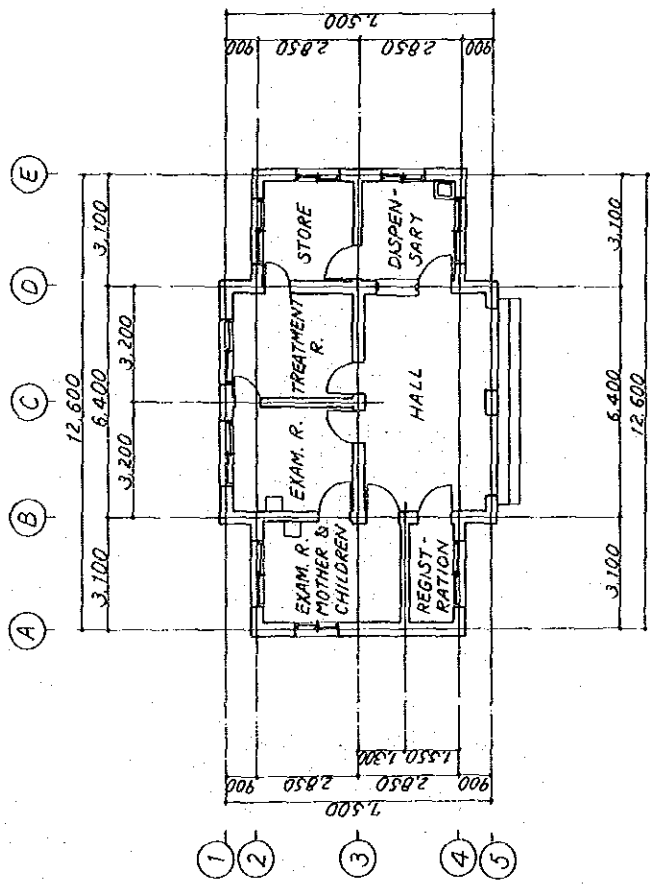 7.500
900
2.850
2.850
900
E
D
C
B
A
12.600
3.100
6.400
3.100
3.200
3.200
STORE
DISPEN-
SARY
TREATMENT
R.
HALL
EXAM. R.
EXAM. R.
MOTHER &
CHILDREN
REGIST-
RATION
3.100
6.400
3.100
12.600
1.300
1.550
900
2.850
2.850
900
7.500
1
2
3
4
5